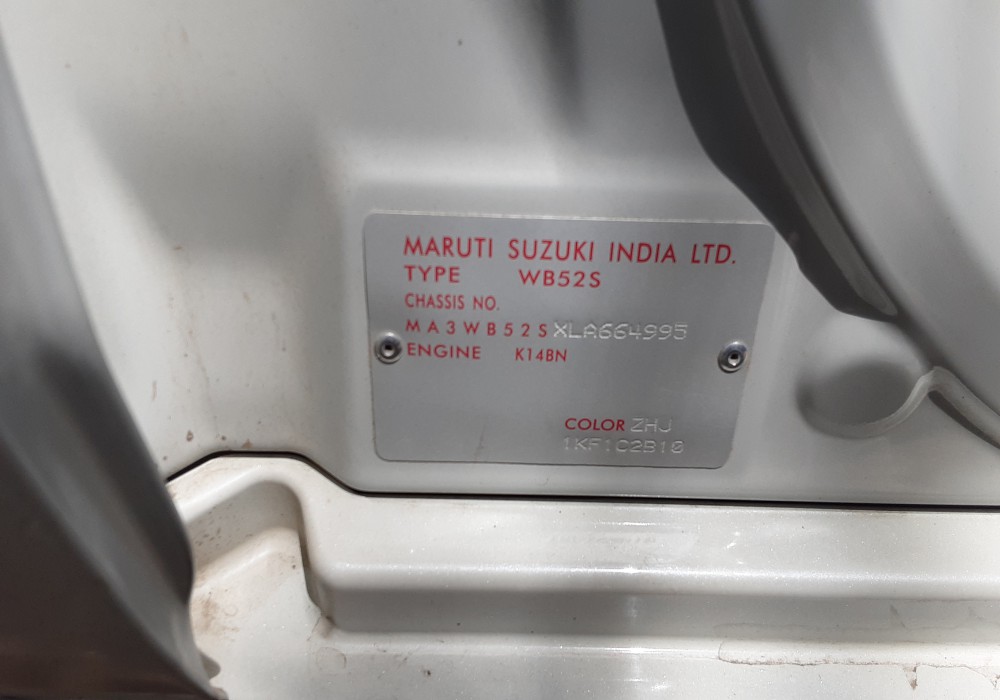 MARUTI SUZUKI INDIA LTD.
TYPE WB52S
CHASSIS NO.
MA3WB52SXLA664995
ENGINE K14BN
COLOR ZHJ
1KF1C2B10